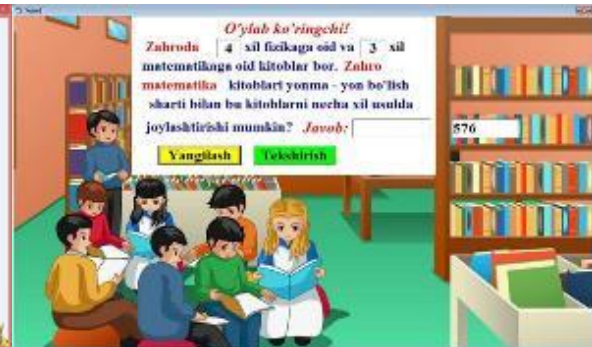 O'ylab ko'ringchi!
Zahroda 4 xil fizikaga oid va 3 xil
matematikaga oid kitoblar bor. Zahro
matematika kitoblari yonma - yon bo'lish
sharti bilan bu kitoblarni necha xil usulda
joylashtirishi mumkin? Javob:
576
Yangilash Tekshirish